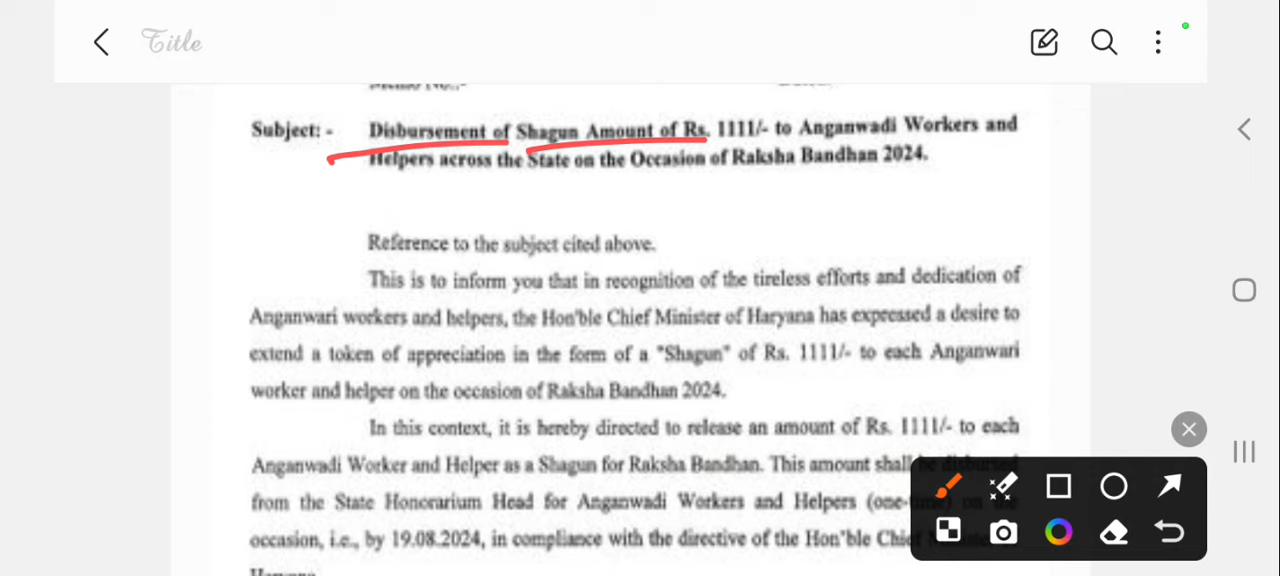 Title
Subject: - Disbursement of Shagun Amount of Rs. 1111/- to Anganwadi Workers and
Helpers across the State on the Occasion of Raksha Bandhan 2024.
Reference to the subject cited above.
This is to inform you that in recognition of the tireless efforts and dedication of
Anganwari workers and helpers, the Hon'ble Chief Minister of Haryana has expressed a desire to
extend a token of appreciation in the form of a "Shagun" of Rs. 1111/- to each Anganwari
worker and helper on the occasion of Raksha Bandhan 2024.
In this context, it is hereby directed to release an amount of Rs. 1111/- to each
Anganwadi Worker and Helper as a Shagun for Raksha Bandhan. This amount shall be disbursed
from the State Honorarium Head for Anganwadi Workers and Helpers (one-time) on the
occasion, i.e., by 19.08.2024, in compliance with the directive of the Hon'ble Chief Minister